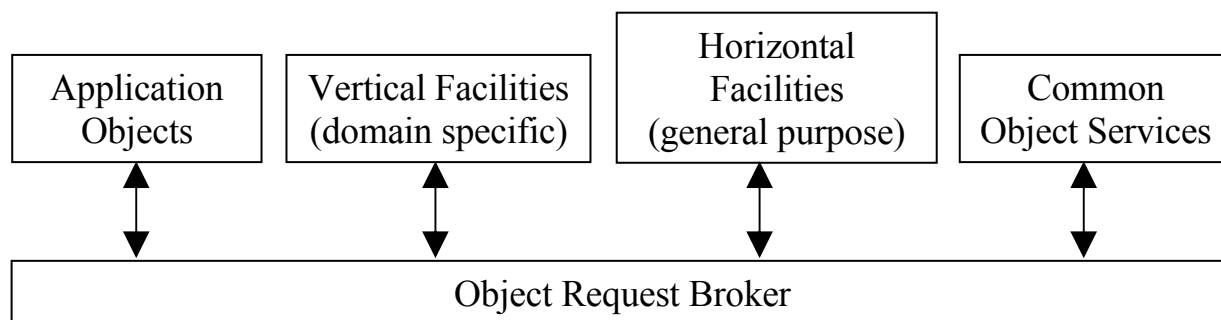 Application
Objects
Vertical Facilities
(domain specific)
Horizontal
Facilities
(general purpose)
Common
Object Services
Object Request Broker